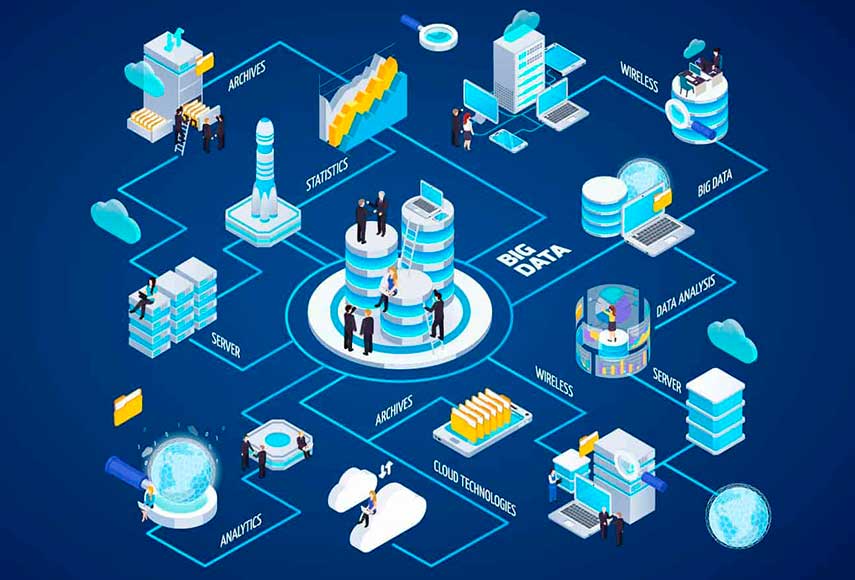 ARCHIVES
WIRELESS
STATISTICS
BIG DATA
BIG
DATA
DATA ANALYSIS
SERVER
WIRELESS
SERVER
ARCHIVES
CLOUD TECHNOLOGIES
ANALYTICS